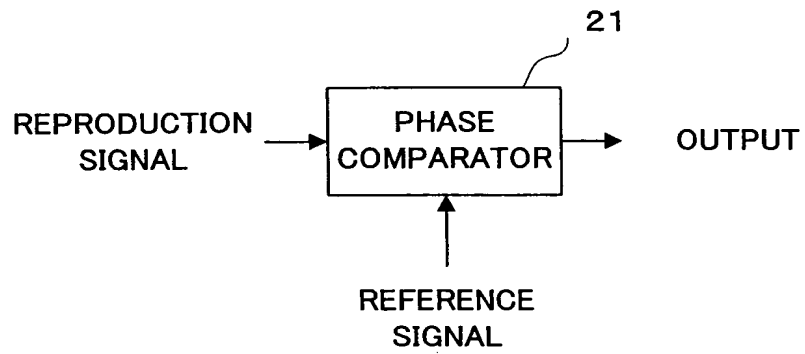 21
REPRODUCTION
SIGNAL
PHASE
COMPARATOR
OUTPUT
REFERENCE
SIGNAL